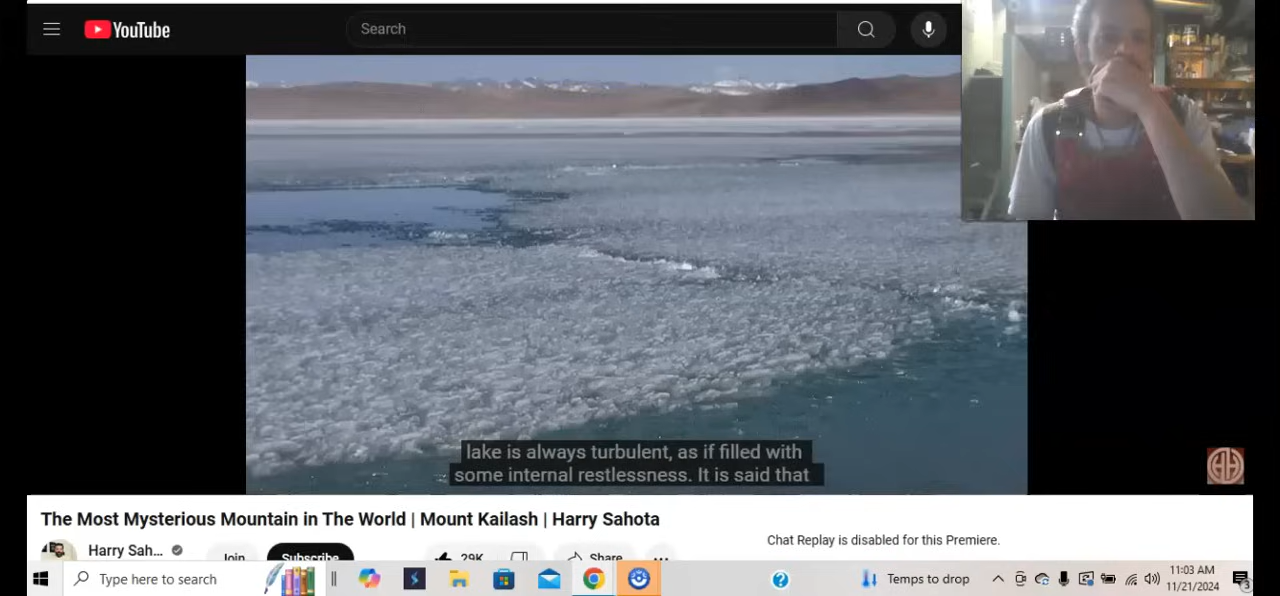 YouTube
Search
lake is always turbulent, as if filled with
some internal restlessness. It is said that
The Most Mysterious Mountain in The World | Mount Kailash | Harry Sahota
Harry Sah...
Join
Subscribe
29K
Share
Chat Replay is disabled for this Premiere.
Type here to search
Temps to drop
11:03 AM
11/21/2024
3